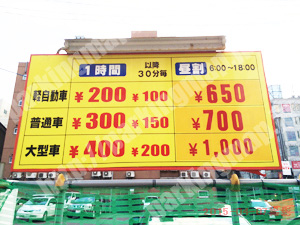 1時間 以降30分毎 昼割 8:00～18:00
軽自動車 ¥200 ¥100 ¥650
普通車 ¥300 ¥150 ¥700
大型車 ¥400 ¥200 ¥1,000